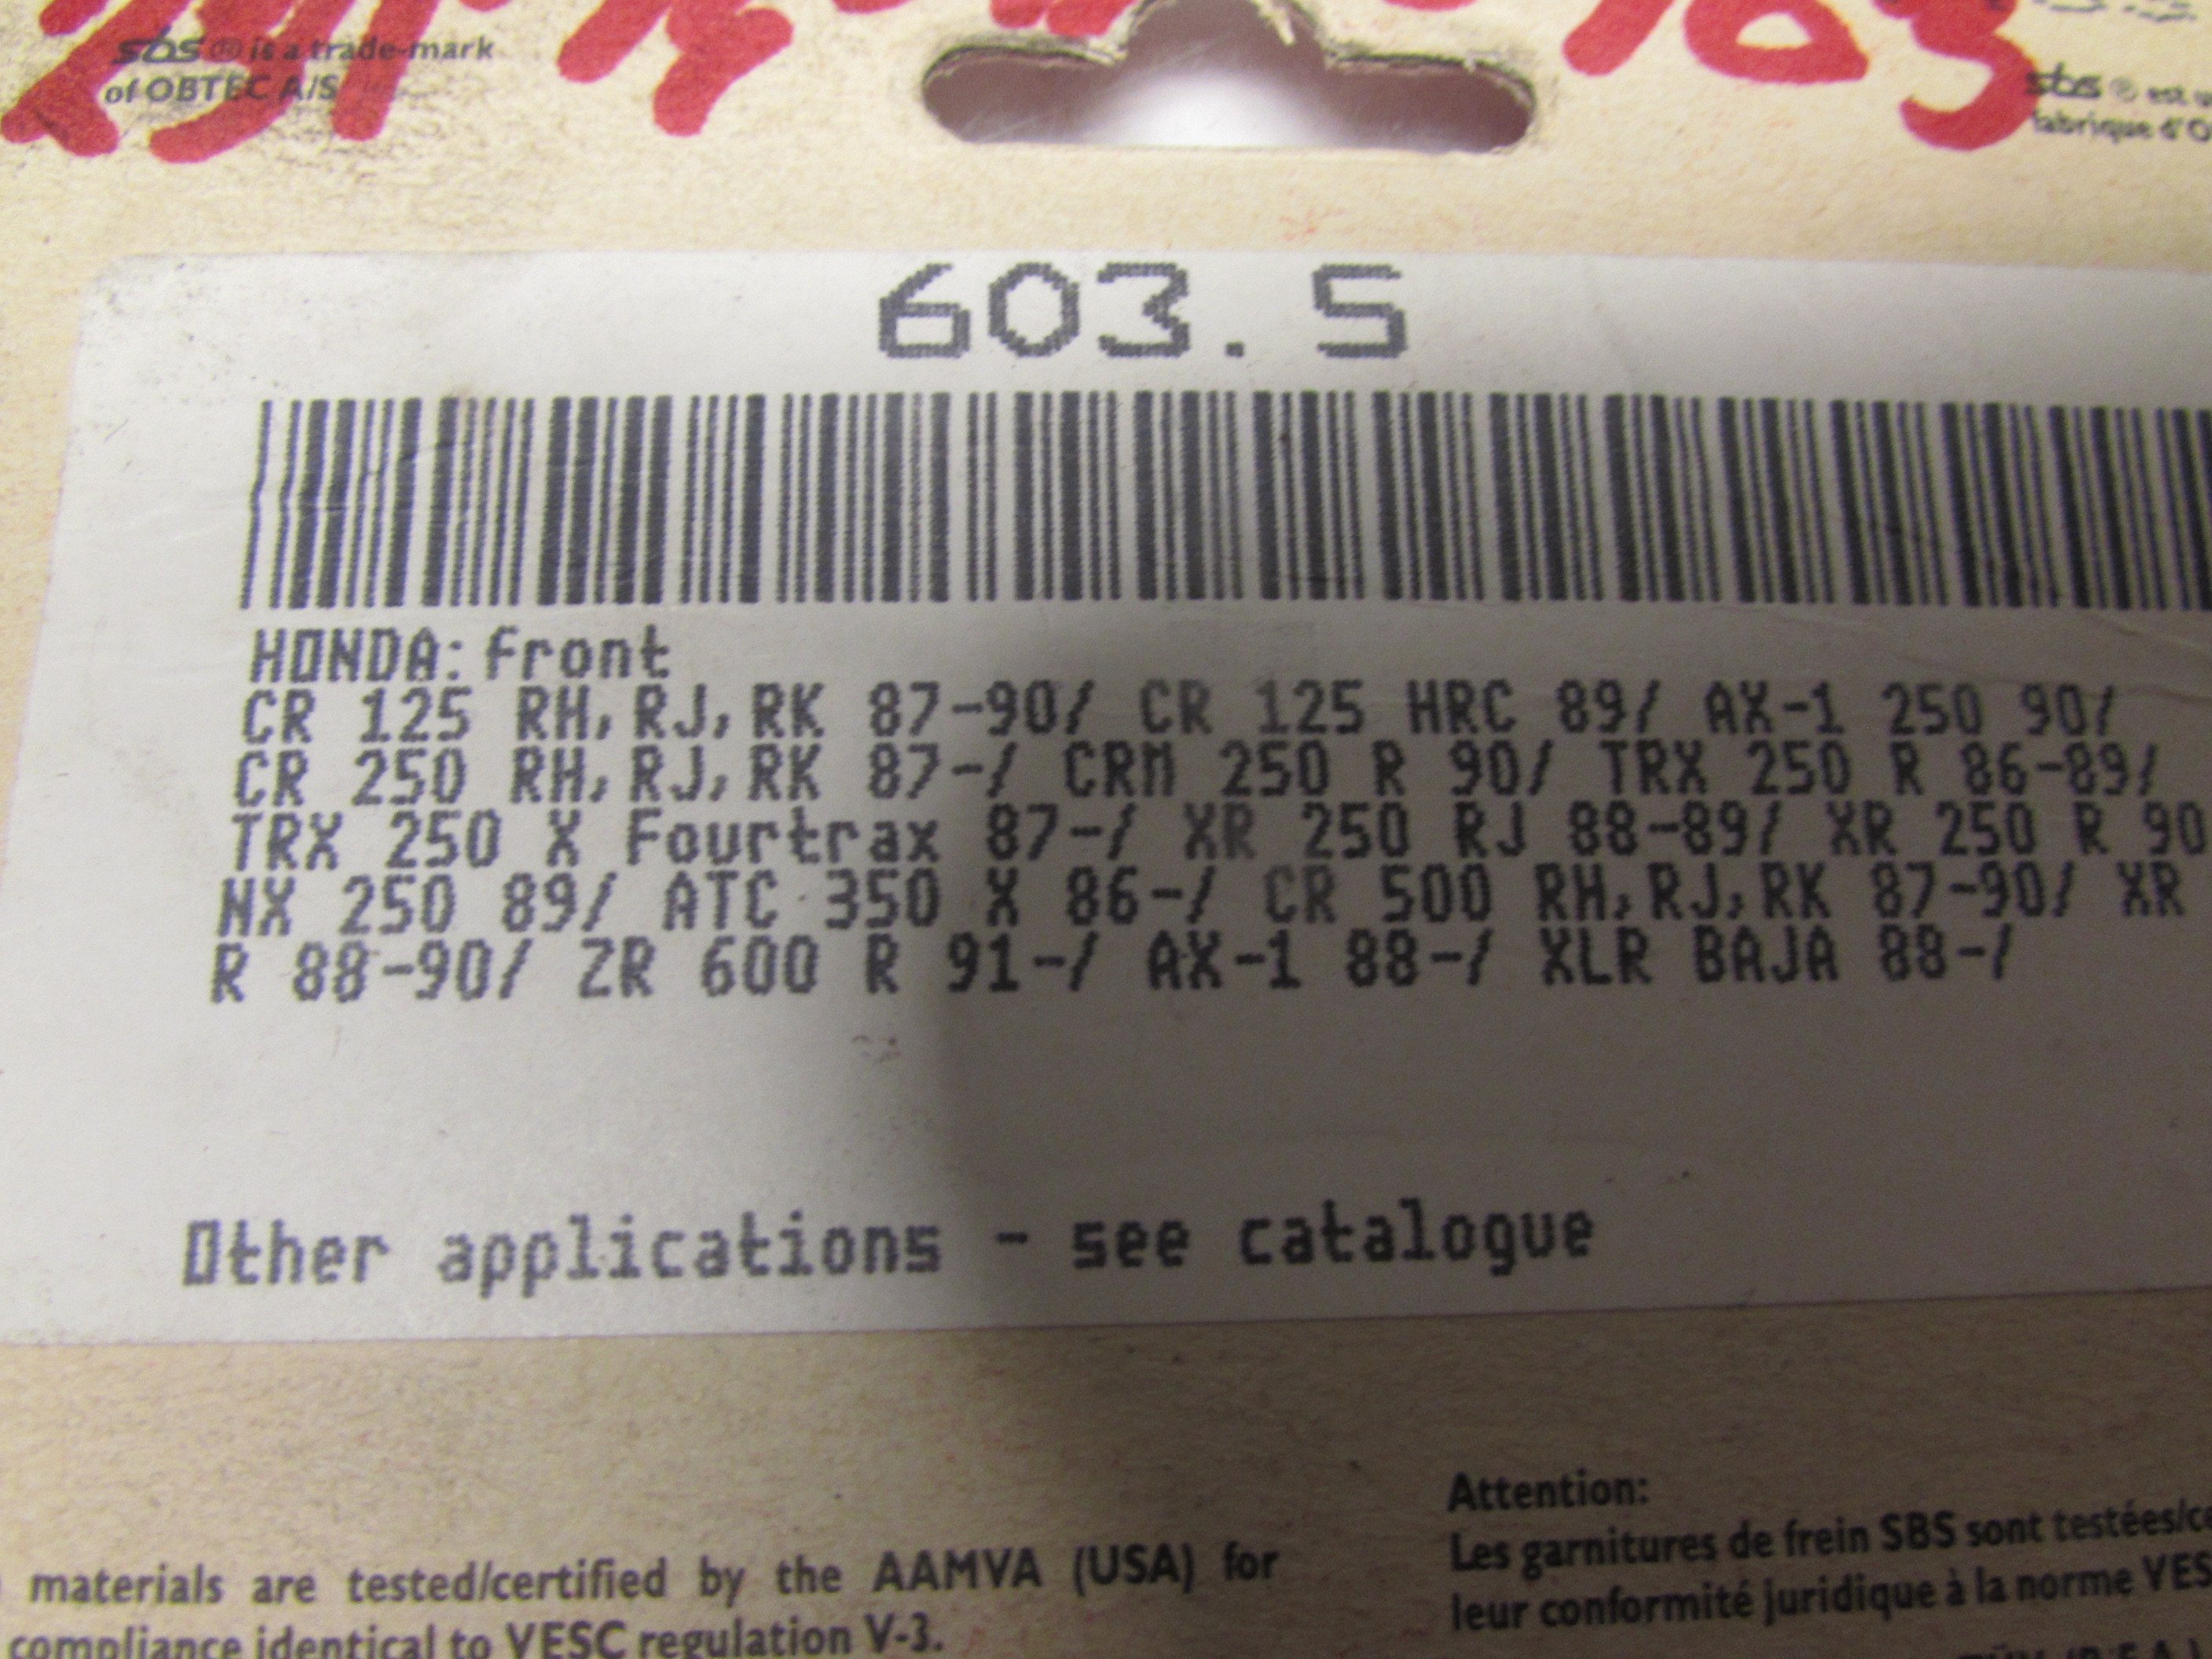 sbs ® is a trade-mark
of OBTEC A/S
sbs ® est
fabrique d'O
603.5
HONDA: front
CR 125 RH,RJ,RK 87-90/ CR 125 HRC 89/ AX-1 250 90/
CR 250 RH,RJ,RK 87-/ CRM 250 R 90/ TRX 250 R 86-89/
TRX 250 X Fourtrax 87-/ XR 250 RJ 88-89/ XR 250 R 90
NX 250 89/ ATC 350 X 86-/ CR 500 RH,RJ,RK 87-90/ XR
R 88-90/ ZR 600 R 91-/ AX-1 88-/ XLR BAJA 88-/
Other applications - see catalogue
materials are tested/certified by the AAMVA (USA) for
compliance identical to VESC regulation V-3.
Attention:
Les garnitures de frein SBS sont testées/ce
leur conformité juridique à la norme VES